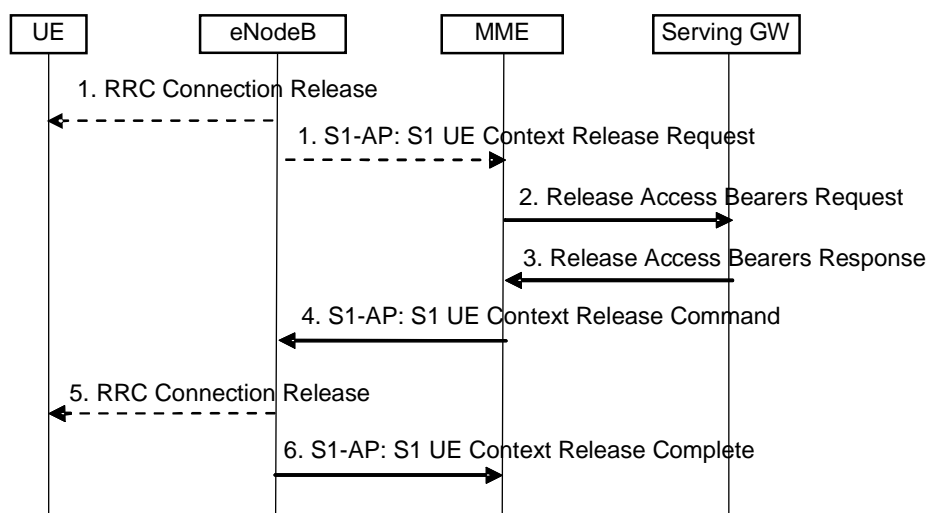 UE
eNodeB
MME
Serving GW
1. RRC Connection Release
1. S1-AP: S1 UE Context Release Request
2. Release Access Bearers Request
3. Release Access Bearers Response
4. S1-AP: S1 UE Context Release Command
5. RRC Connection Release
6. S1-AP: S1 UE Context Release Complete